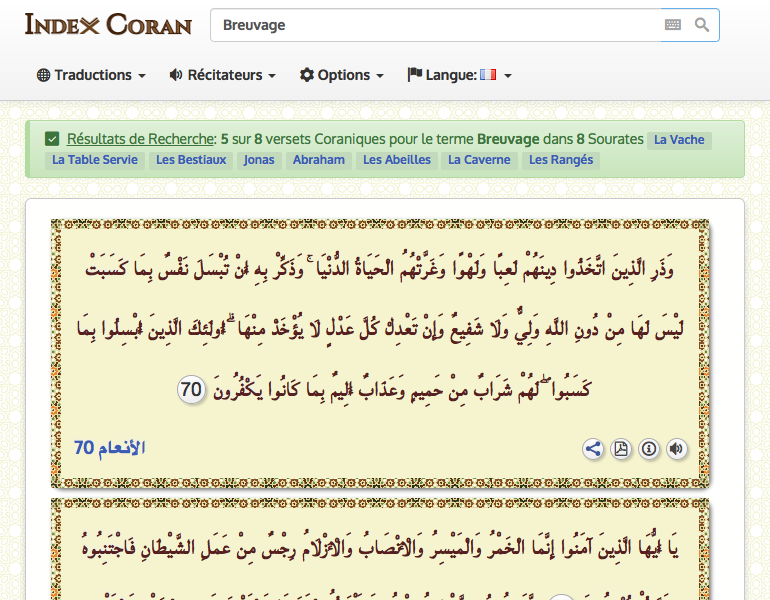 Index Coran
Breuvage
Traductions
Récitateurs
Options
Langue:
Résultats de Recherche: 5 sur 8 versets Coraniques pour le terme Breuvage dans 8 Sourates La Vache
La Table Servie Les Bestiaux Jonas Abraham Les Abeilles La Caverne Les Rangés
وَذَرِ الَّذِينَ اتَّخَذُوا دِينَهُمْ لَعِبًا وَلَهْوًا وَغَرَّتْهُمُ الْحَيَاةُ الدُّنْيَا ۚ وَذَكِّرْ بِهِ أَنْ تُبْسَلَ نَفْسٌ بِمَا كَسَبَتْ
لَيْسَ لَهَا مِنْ دُونِ اللَّهِ وَلِيٌّ وَلَا شَفِيعٌ وَإِنْ تَعْدِلْ كُلَّ عَدْلٍ لَا يُؤْخَذْ مِنْهَا ۗ أُولَٰئِكَ الَّذِينَ أُبْسِلُوا بِمَا
كَسَبُوا ۖ لَهُمْ شَرَابٌ مِنْ حَمِيمٍ وَعَذَابٌ أَلِيمٌ بِمَا كَانُوا يَكْفُرُونَ 70
الأنعام 70
يَا أَيُّهَا الَّذِينَ آمَنُوا إِنَّمَا الْخَمْرُ وَالْمَيْسِرُ وَالْأَنْصَابُ وَالْأَزْلَامُ رِجْسٌ مِنْ عَمَلِ الشَّيْطَانِ فَاجْتَنِبُوهُ